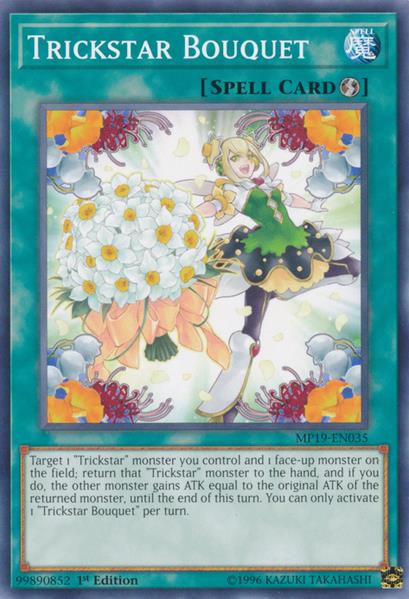 TRICKSTAR BOUQUET
SPELL
魔
[SPELL CARD]
MP19-EN035
Target 1 "Trickstar" monster you control and 1 face-up monster on
the field; return that "Trickstar" monster to the hand, and if you
do, the other monster gains ATK equal to the original ATK of the
returned monster, until the end of this turn. You can only activate
1 "Trickstar Bouquet" per turn.
99890852 1st Edition ©1996 KAZUKI TAKAHASHI